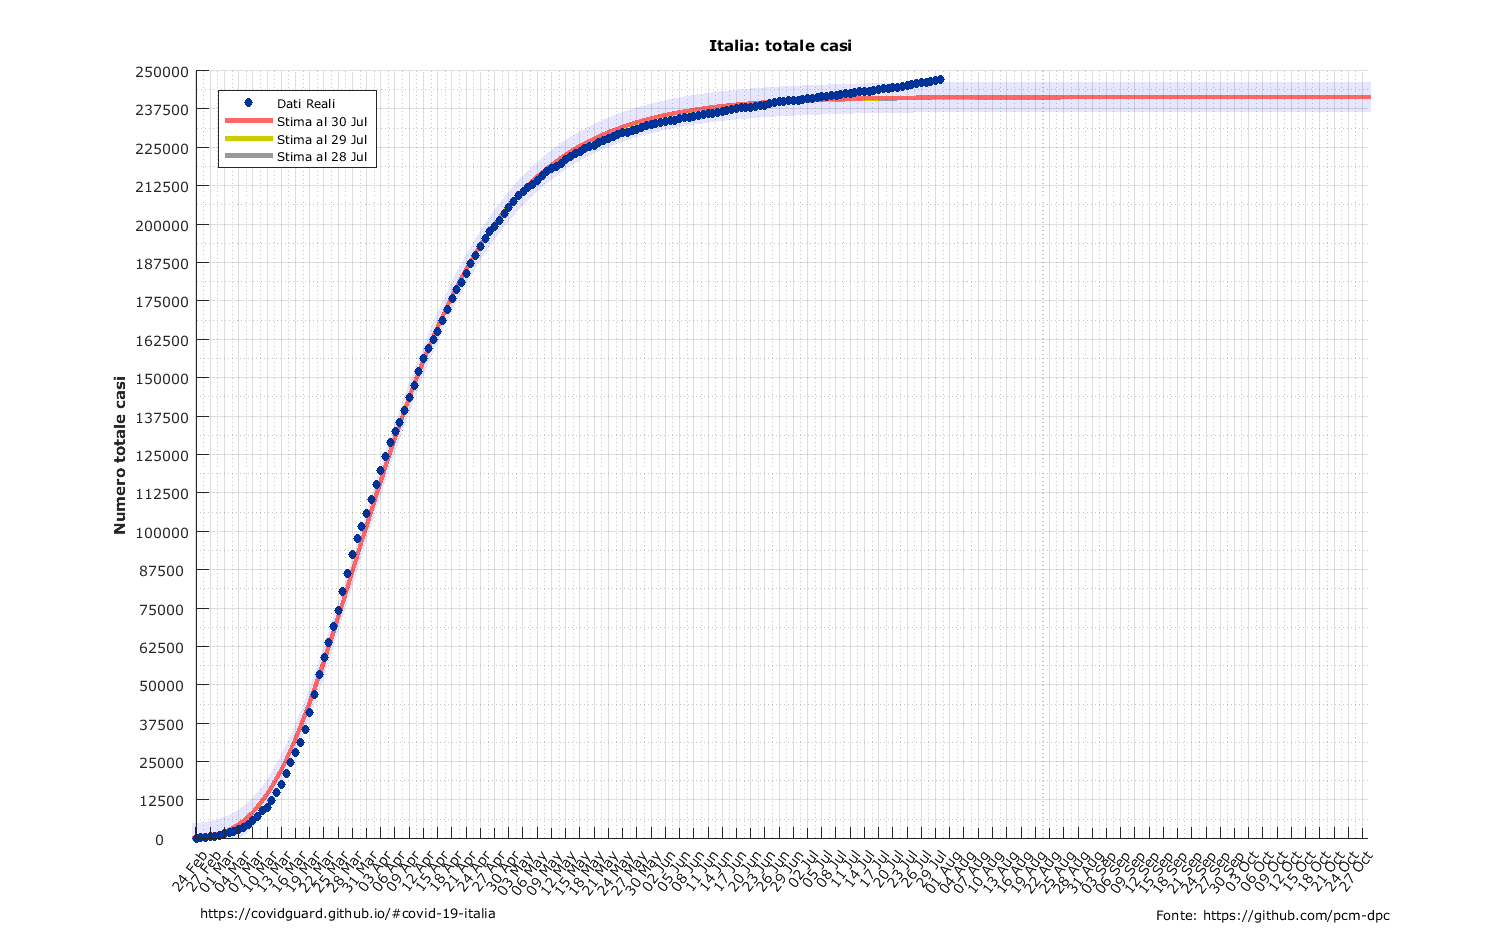 Italia: totale casi
250000
237500
225000
212500
200000
187500
175000
162500
150000
137500
125000
112500
100000
87500
75000
62500
50000
37500
25000
12500
0
Numero totale casi
Dati Reali
Stima al 30 Jul
Stima al 29 Jul
Stima al 28 Jul
24 Feb
27 Feb
01 Mar
04 Mar
07 Mar
10 Mar
13 Mar
16 Mar
19 Mar
22 Mar
25 Mar
28 Mar
31 Mar
03 Apr
06 Apr
09 Apr
12 Apr
15 Apr
18 Apr
21 Apr
24 Apr
27 Apr
30 Apr
03 May
06 May
09 May
12 May
15 May
18 May
21 May
24 May
27 May
30 May
02 Jun
05 Jun
08 Jun
11 Jun
14 Jun
17 Jun
20 Jun
23 Jun
26 Jun
29 Jun
02 Jul
05 Jul
08 Jul
11 Jul
14 Jul
17 Jul
20 Jul
23 Jul
26 Jul
29 Jul
01 Aug
04 Aug
07 Aug
10 Aug
13 Aug
16 Aug
19 Aug
22 Aug
25 Aug
28 Aug
31 Aug
03 Sep
06 Sep
09 Sep
12 Sep
15 Sep
18 Sep
21 Sep
24 Sep
27 Sep
30 Sep
03 Oct
06 Oct
09 Oct
12 Oct
15 Oct
18 Oct
21 Oct
24 Oct
27 Oct
https://covidguard.github.io/#covid-19-italia
Fonte: https://github.com/pcm-dpc